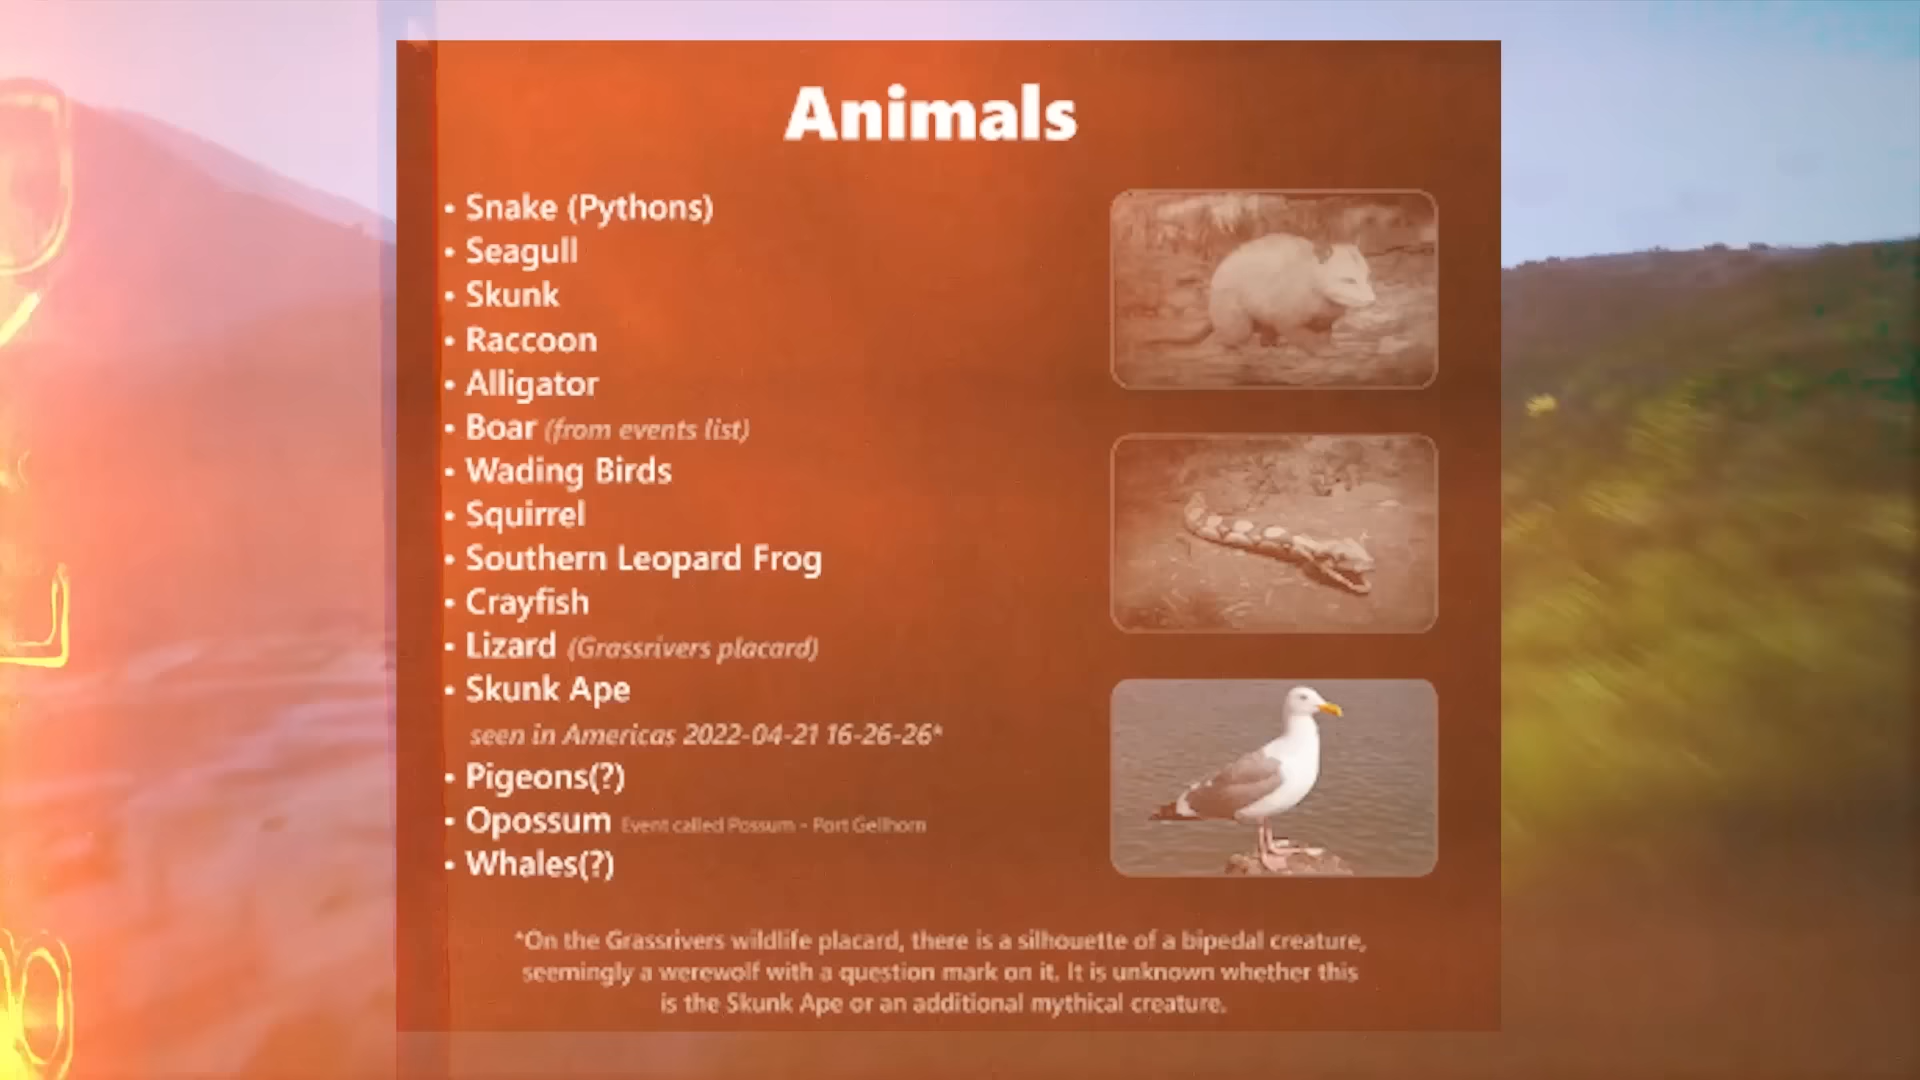 Animals
• Snake (Pythons)
• Seagull
• Skunk
• Raccoon
• Alligator
• Boar (from events list)
• Wading Birds
• Squirrel
• Southern Leopard Frog
• Crayfish
• Lizard (Grassrivers placard)
• Skunk Ape
seen in Americas 2022-04-21 16-26-26*
• Pigeons(?)
• Opossum Event called Possum - Port Gellhorn
• Whales(?)
*On the Grassrivers wildlife placard, there is a silhouette of a bipedal creature,
seemingly a werewolf with a question mark on it. It is unknown whether this
is the Skunk Ape or an additional mythical creature.